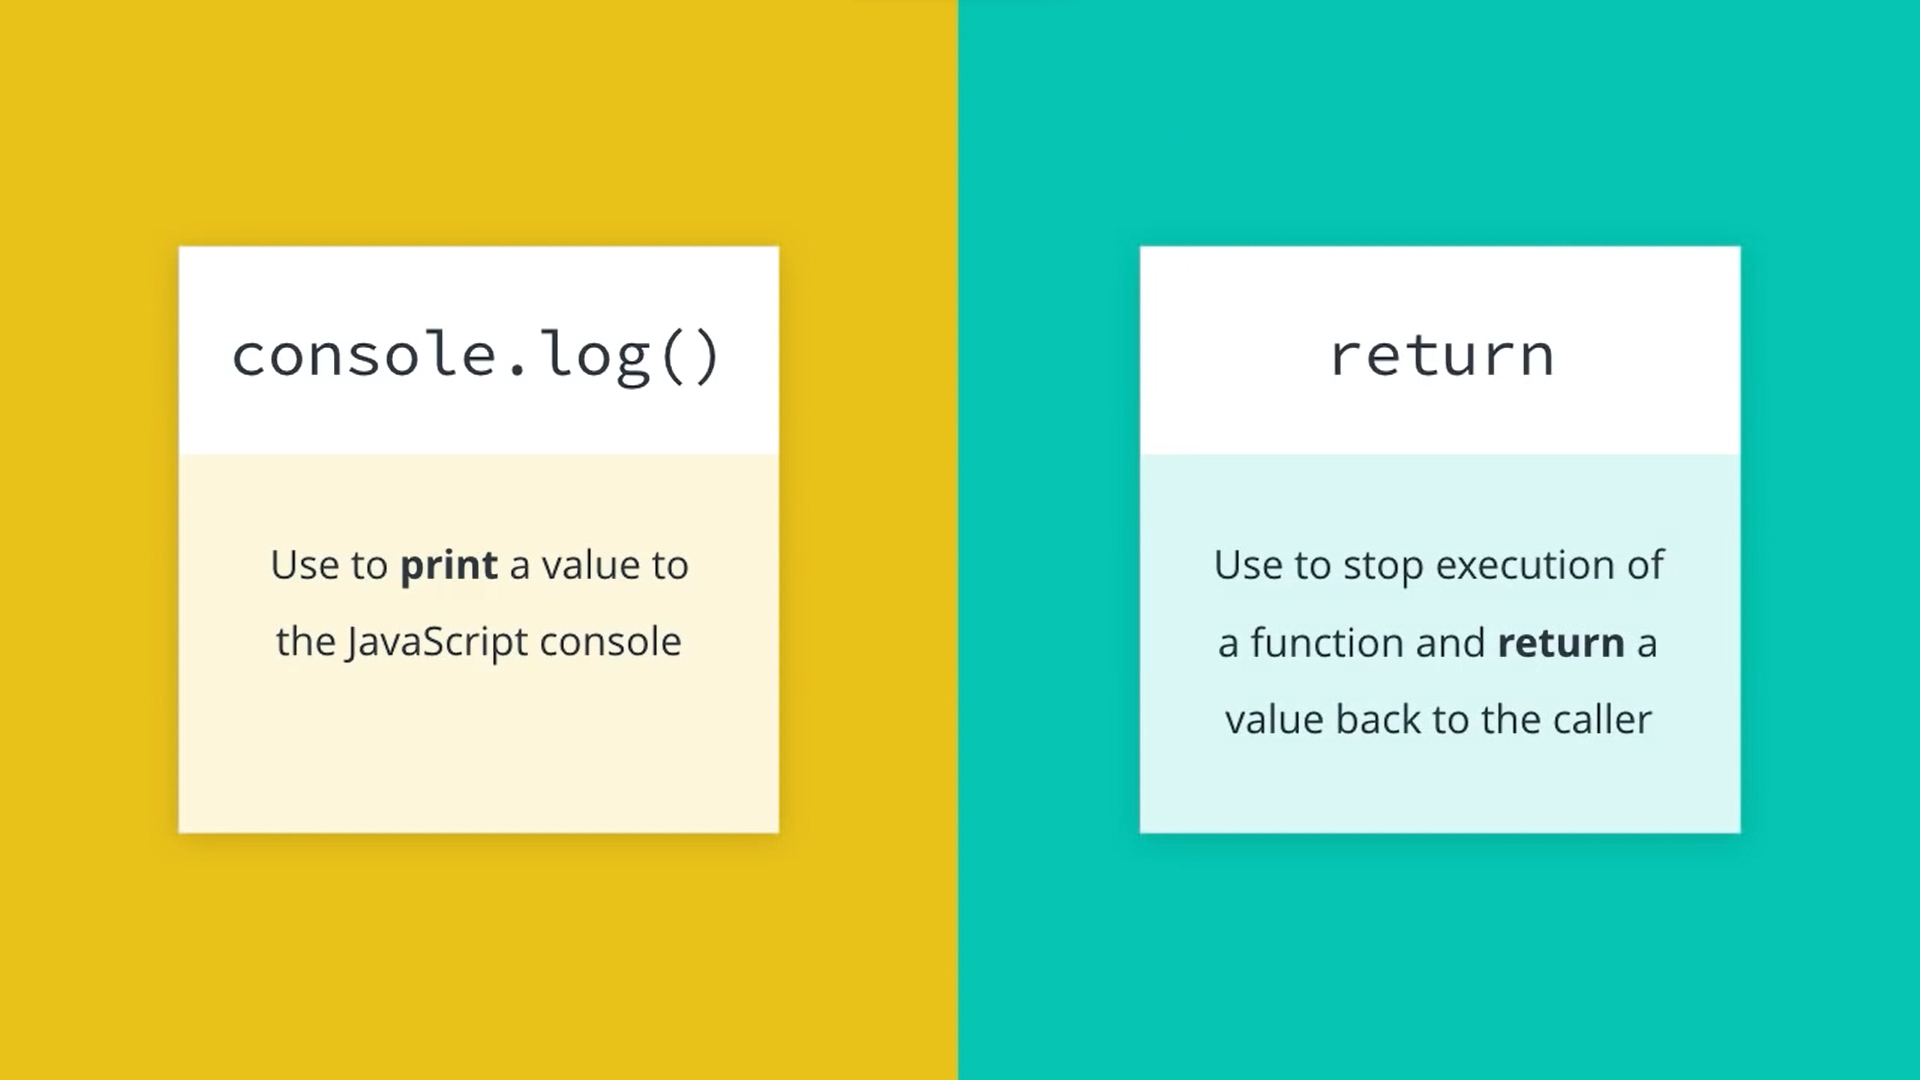 console.log()
Use to print a value to
the JavaScript console
return
Use to stop execution of
a function and return a
value back to the caller